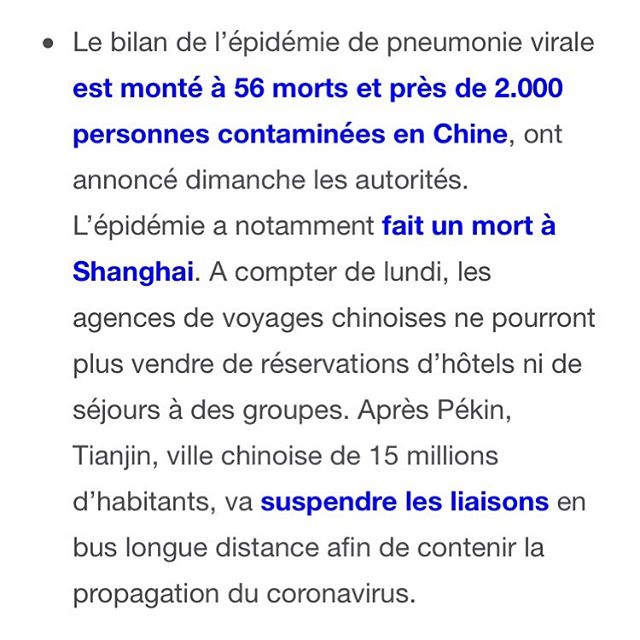 • Le bilan de l’épidémie de pneumonie virale
est monté à 56 morts et près de 2.000
personnes contaminées en Chine, ont
annoncé dimanche les autorités.
L’épidémie a notamment fait un mort à
Shanghai. A compter de lundi, les
agences de voyages chinoises ne pourront
plus vendre de réservations d’hôtels ni de
séjours à des groupes. Après Pékin,
Tianjin, ville chinoise de 15 millions
d’habitants, va suspendre les liaisons en
bus longue distance afin de contenir la
propagation du coronavirus.